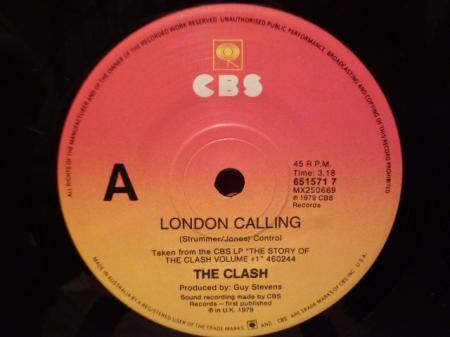 ALL RIGHTS OF THE MANUFACTURER AND OF THE OWNER OF THE RECORDED WORK RESERVED. UNAUTHORISED PUBLIC PERFORMANCE, BROADCASTING AND COPYING OF THIS RECORD PROHIBITED
CBS
A
45 R.P.M.
Time: 3.18
651571 7
MX250669
℗ 1979 CBS
Records
LONDON CALLING
(Strummer/Jones) Control
Taken from the CBS LP "THE STORY OF
THE CLASH VOLUME #1" 460244
THE CLASH
Produced by: Guy Stevens
Sound recording made by CBS
Records – first published
℗ in U.K. 1979
MADE IN AUSTRALIA BY A REGISTERED USER OF THE TRADE MARKS AND CBS ARE TRADE MARKS OF CBS INC. U.S.A.